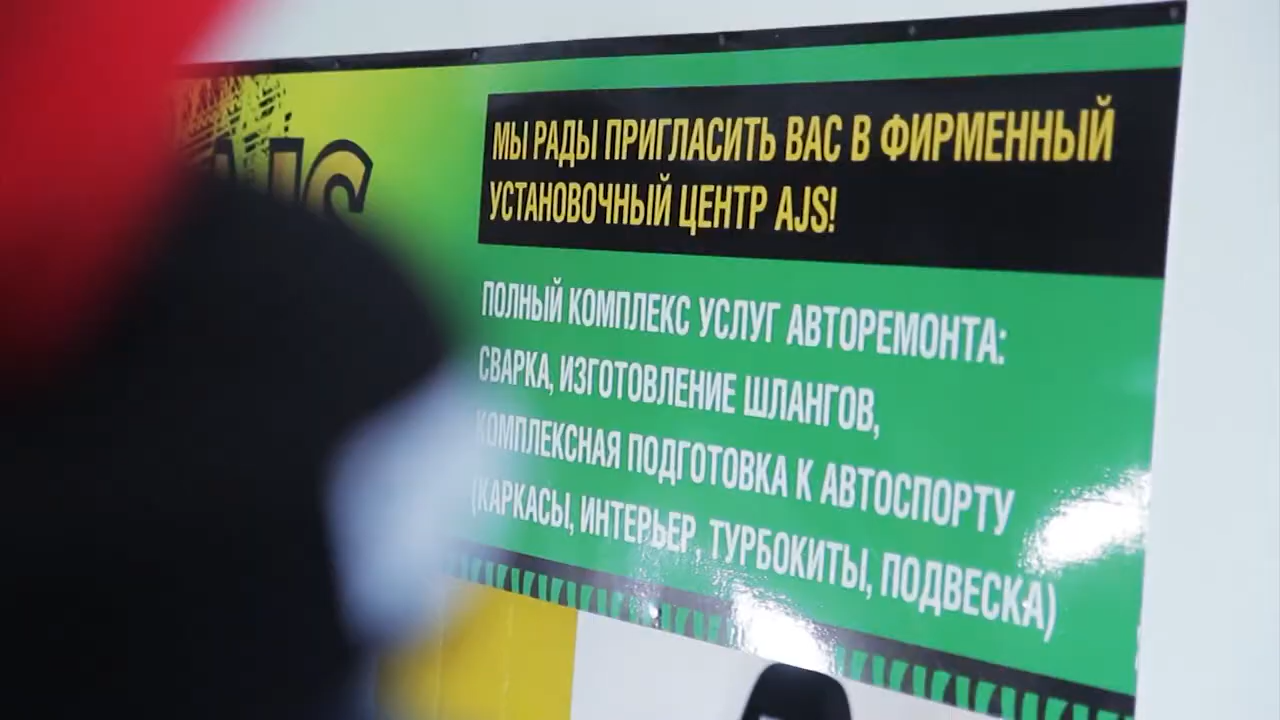 AJS
МЫ РАДЫ ПРИГЛАСИТЬ ВАС В ФИРМЕННЫЙ
УСТАНОВОЧНЫЙ ЦЕНТР AJS!
ПОЛНЫЙ КОМПЛЕКС УСЛУГ АВТОРЕМОНТА:
СВАРКА, ИЗГОТОВЛЕНИЕ ШЛАНГОВ,
КОМПЛЕКСНАЯ ПОДГОТОВКА К АВТОСПОРТУ
(КАРКАСЫ, ИНТЕРЬЕР, ТУРБОКИТЫ, ПОДВЕСКА)